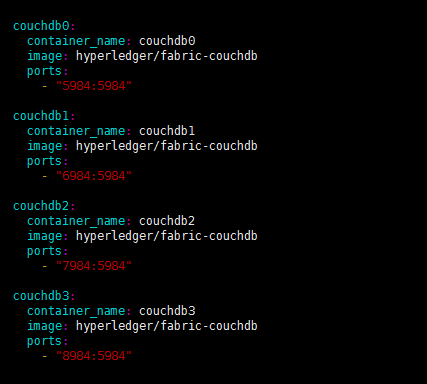 couchdb0:
  container_name: couchdb0
  image: hyperledger/fabric-couchdb
  ports:
    - "5984:5984"
couchdb1:
  container_name: couchdb1
  image: hyperledger/fabric-couchdb
  ports:
    - "6984:5984"
couchdb2:
  container_name: couchdb2
  image: hyperledger/fabric-couchdb
  ports:
    - "7984:5984"
couchdb3:
  container_name: couchdb3
  image: hyperledger/fabric-couchdb
  ports:
    - "8984:5984"